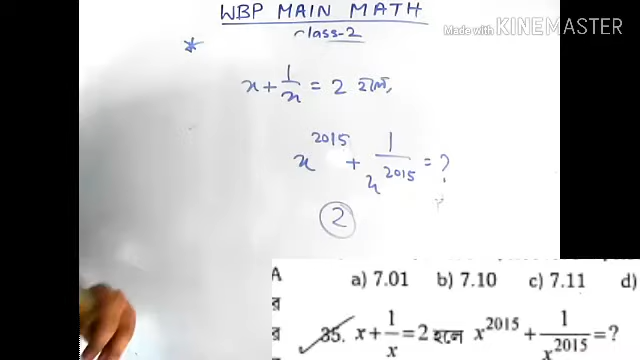 WBP MAIN MATH
Made with KINEMASTER
Class-2
*
x + 1/x = 2 হলে,
x^2015 + 1/x^2015 = ?
2
A a) 7.01 b) 7.10 c) 7.11 d)
র
র 35. x + 1/x = 2 হলে x^2015 + 1/x^2015 = ?